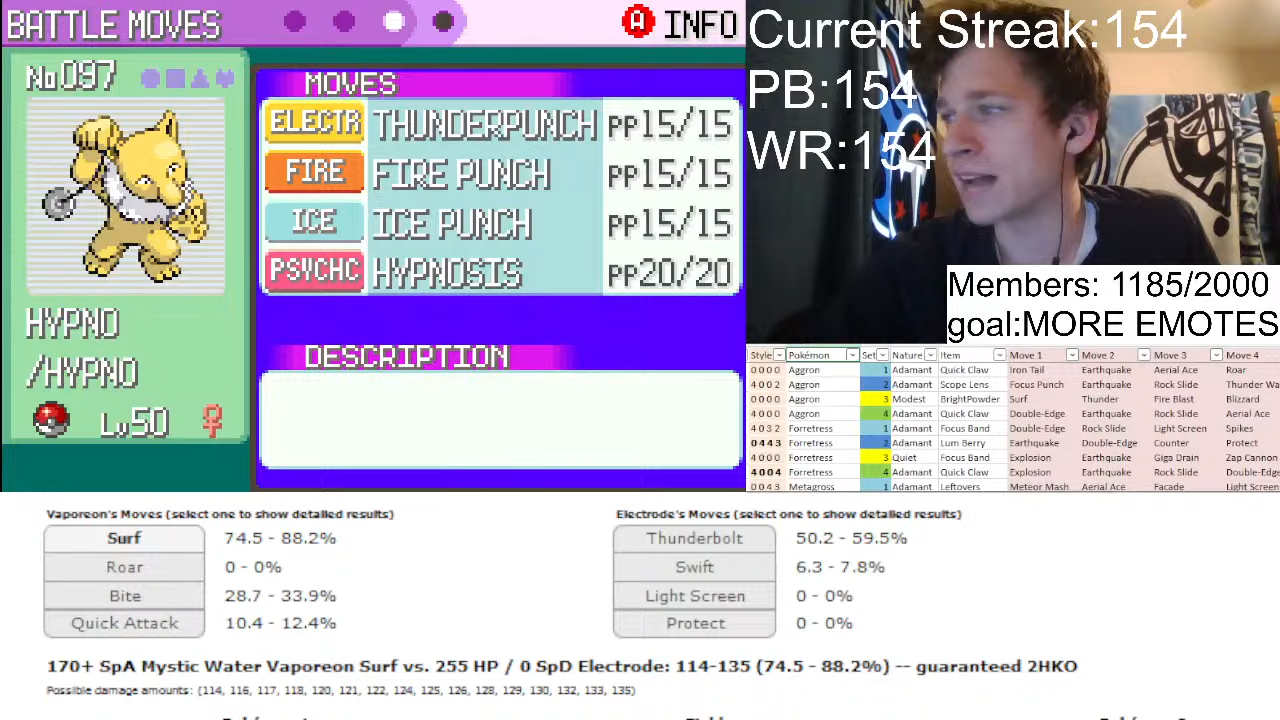 BATTLE MOVES
A INFO
No 097
MOVES
ELECTR THUNDERPUNCH PP15/15
FIRE FIRE PUNCH PP15/15
ICE ICE PUNCH PP15/15
PSYCHC HYPNOSIS PP20/20
HYPNO
/HYPNO
Lv50 ♀
DESCRIPTION
Current Streak:154
PB:154
WR:154
Members: 1185/2000
goal:MORE EMOTES
Style Pokémon Set Nature Item Move 1 Move 2 Move 3 Move 4
0000 Aggron 1 Adamant Quick Claw Iron Tail Earthquake Aerial Ace Roar
4002 Aggron 2 Adamant Scope Lens Focus Punch Earthquake Rock Slide Thunder Wa
0000 Aggron 3 Modest BrightPowder Surf Thunder Fire Blast Blizzard
0000 Aggron 4 Adamant Quick Claw Double-Edge Earthquake Rock Slide Aerial Ace
4032 Forretress 1 Adamant Focus Band Double-Edge Rock Slide Light Screen Spikes
0443 Forretress 2 Adamant Lum Berry Earthquake Double-Edge Counter Protect
4000 Forretress 3 Quiet Focus Band Explosion Giga Drain Zap Cannon
4004 Forretress 4 Adamant Quick Claw Explosion Earthquake Rock Slide Double-Edge
0043 Metagross 1 Adamant Leftovers Meteor Mash Aerial Ace Facade Light Screen
Vaporeon's Moves (select one to show detailed results)
Surf 74.5 - 88.2%
Roar 0 - 0%
Bite 28.7 - 33.9%
Quick Attack 10.4 - 12.4%
Electrode's Moves (select one to show detailed results)
Thunderbolt 50.2 - 59.5%
Swift 6.3 - 7.8%
Light Screen 0 - 0%
Protect 0 - 0%
170+ SpA Mystic Water Vaporeon Surf vs. 255 HP / 0 SpD Electrode: 114-135 (74.5 - 88.2%) -- guaranteed 2HKO
Possible damage amounts: (114, 116, 117, 118, 120, 121, 122, 124, 125, 126, 128, 129, 130, 132, 133, 135)